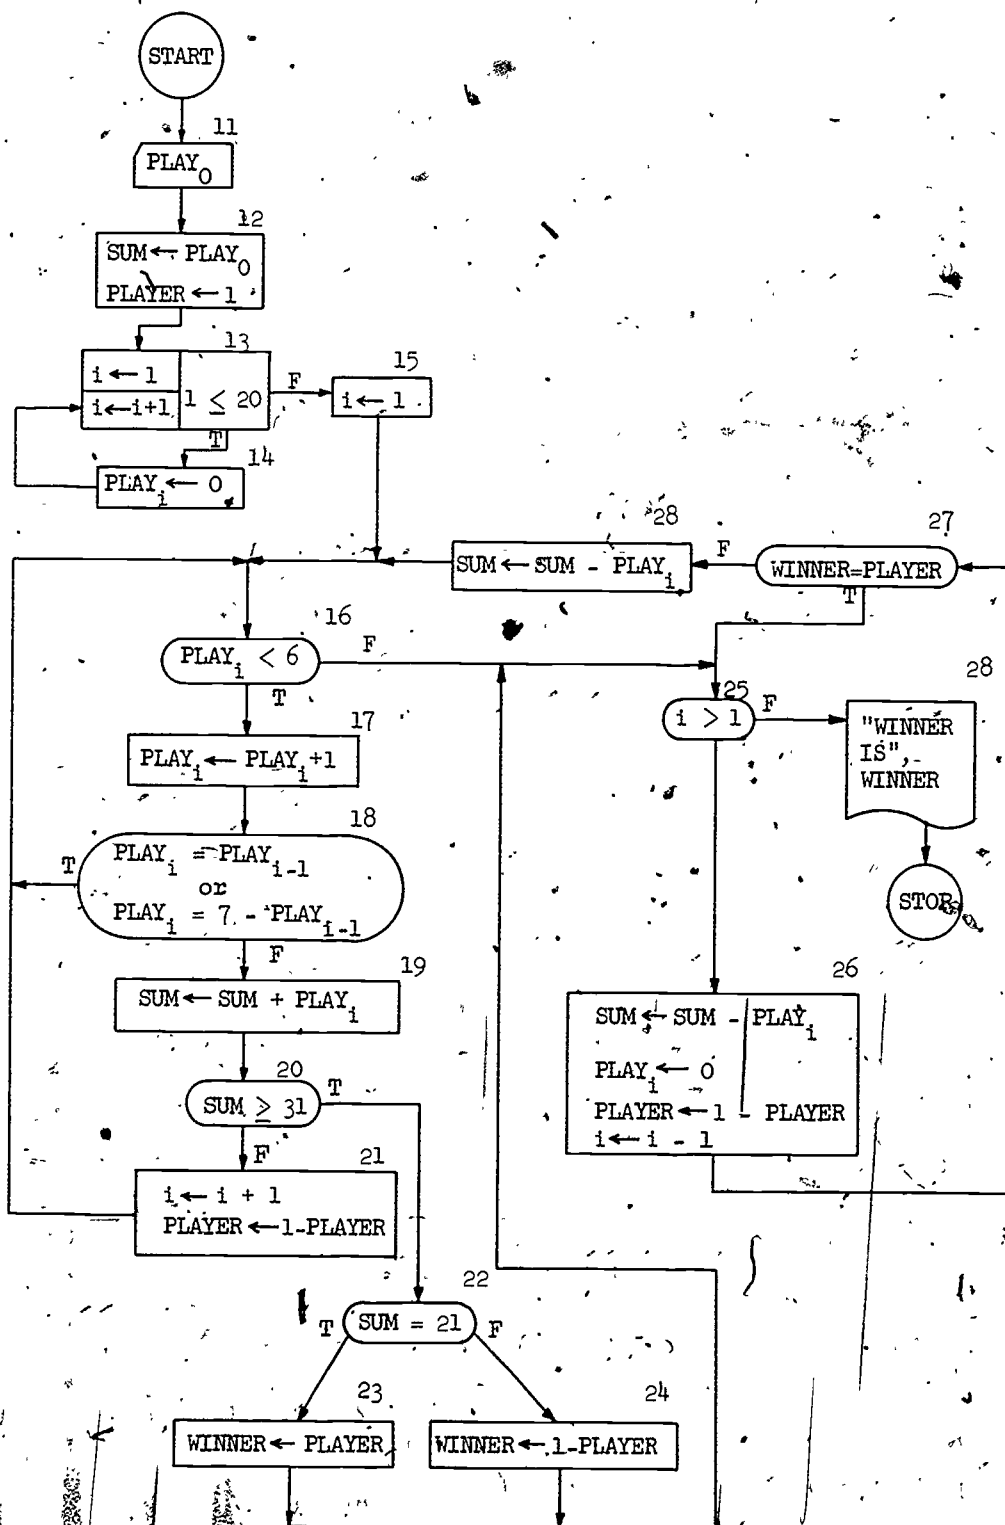 START
11
PLAY0
12
SUM ← PLAY0
PLAYER ← 1
13
i ← 1
i ← i+1
1 ≤ 20
F
T
15
i ← 1
14
PLAYi ← 0
28
SUM ← SUM - PLAYi
F
27
WINNER=PLAYER
T
16
PLAYi < 6
F
T
25
i > 1
F
28
"WINNER
IS",
WINNER
STOP
17
PLAYi ← PLAYi+1
18
PLAYi = PLAYi-1
or
PLAYi = 7 - PLAYi-1
T
F
19
SUM ← SUM + PLAYi
26
SUM ← SUM - PLAYi
PLAYi ← 0
PLAYER ← 1 - PLAYER
i ← i - 1
20
SUM ≥ 31
T
F
21
i ← i + 1
PLAYER ← 1-PLAYER
22
SUM = 21
T
F
23
WINNER ← PLAYER
24
WINNER ← 1-PLAYER